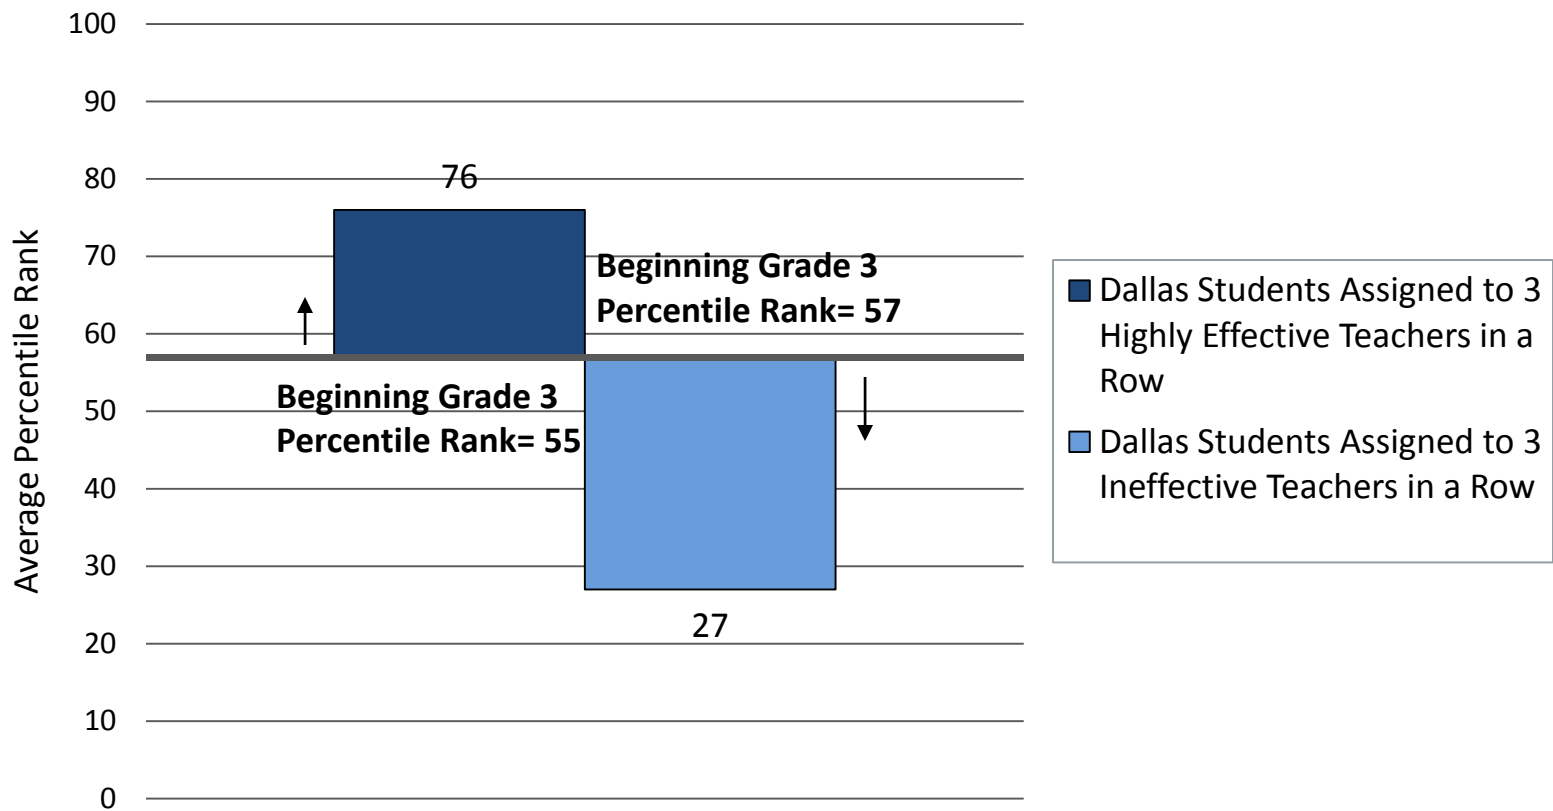 Average Percentile Rank
100
90
80
70
60
50
40
30
20
10
0
76
Beginning Grade 3
Percentile Rank= 57
Beginning Grade 3
Percentile Rank= 55
27
Dallas Students Assigned to 3
Highly Effective Teachers in a
Row
Dallas Students Assigned to 3
Ineffective Teachers in a Row